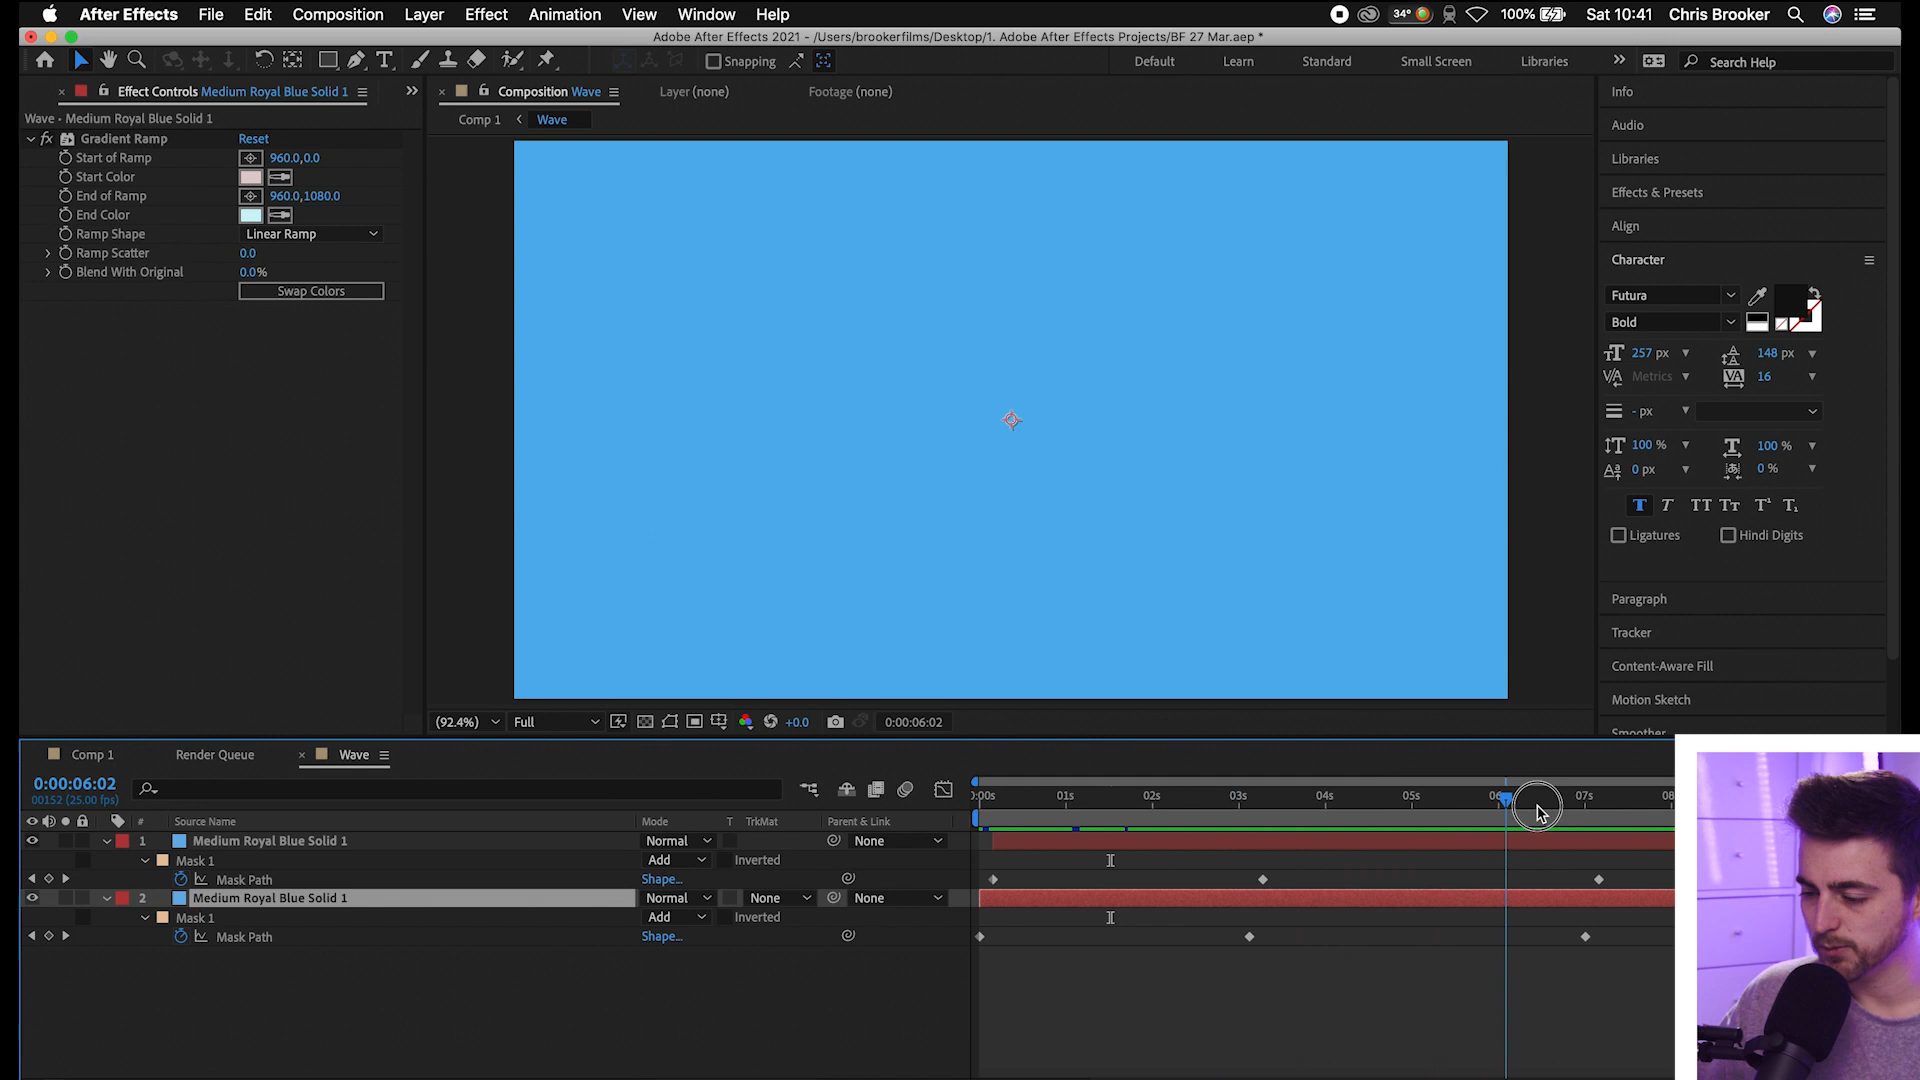 After Effects File Edit Composition Layer Effect Animation View Window Help 34° 100% Sat 10:41 Chris Brooker
Adobe After Effects 2021 - /Users/brookerfilms/Desktop/1. Adobe After Effects Projects/BF 27 Mar.aep *
Snapping Default Learn Standard Small Screen Libraries Search Help
Effect Controls Medium Royal Blue Solid 1
Composition Wave Layer (none) Footage (none)
Wave • Medium Royal Blue Solid 1
Comp 1 Wave
fx Gradient Ramp Reset
Start of Ramp 960.0,0.0
Start Color
End of Ramp 960.0,1080.0
End Color
Ramp Shape Linear Ramp
Ramp Scatter 0.0
Blend With Original 0.0%
Swap Colors
Info
Audio
Libraries
Effects & Presets
Align
Character
Futura
Bold
257 px 148 px
Metrics 16
- px
100 % 100 %
0 px 0 %
T T TT Tт T¹ T₁
Ligatures Hindi Digits
Paragraph
Tracker
Content-Aware Fill
Motion Sketch
Smoother
(92.4%) Full +0.0 0:00:06:02
Comp 1 Render Queue Wave
0:00:06:02
00152 (25.00 fps)
0:00s 01s 02s 03s 04s 05s 06s 07s 08
# Source Name Mode T TrkMat Parent & Link
1 Medium Royal Blue Solid 1 Normal None
Mask 1 Add Inverted
Mask Path Shape...
2 Medium Royal Blue Solid 1 Normal None None
Mask 1 Add Inverted
Mask Path Shape...